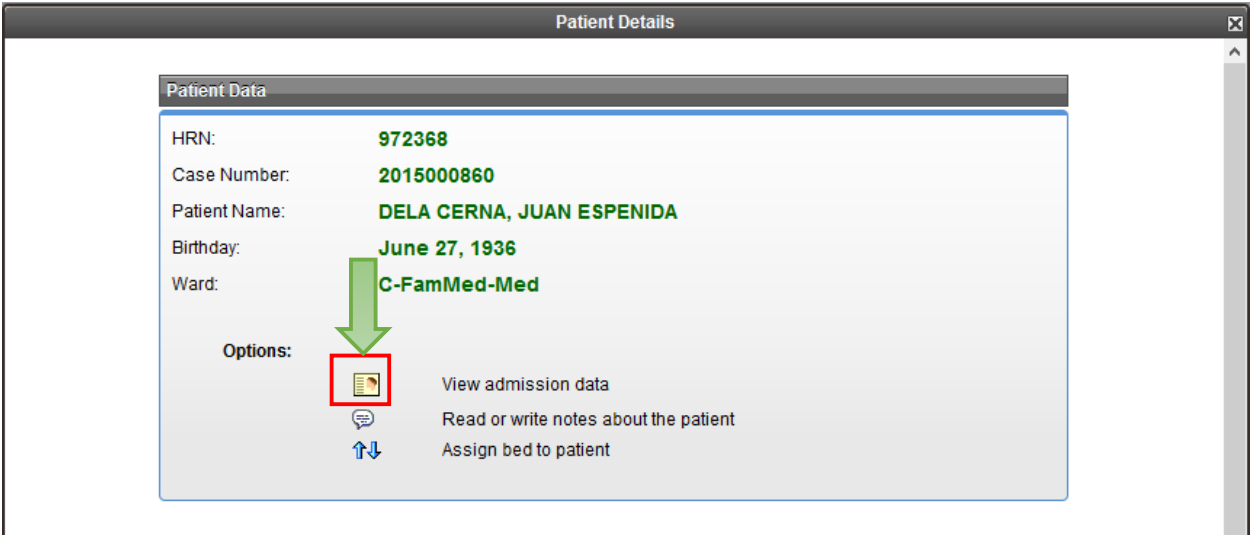 Patient Details
Patient Data
HRN: 972368
Case Number: 2015000860
Patient Name: DELA CERNA, JUAN ESPENIDA
Birthday: June 27, 1936
Ward: C-FamMed-Med
Options:
View admission data
Read or write notes about the patient
Assign bed to patient